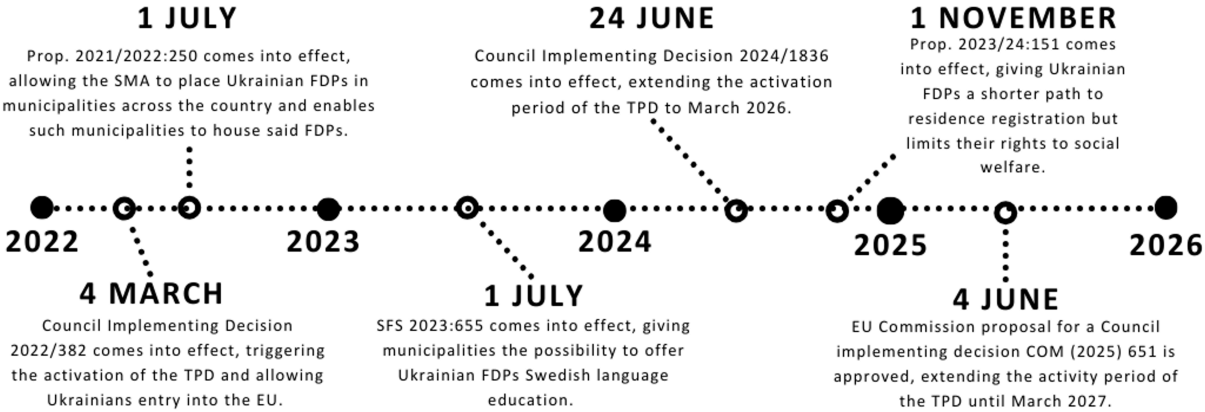 1 JULY
Prop. 2021/2022:250 comes into effect,
allowing the SMA to place Ukrainian FDPs in
municipalities across the country and enables
such municipalities to house said FDPs.
24 JUNE
Council Implementing Decision 2024/1836
comes into effect, extending the activation
period of the TPD to March 2026.
1 NOVEMBER
Prop. 2023/24:151 comes
into effect, giving Ukrainian
FDPs a shorter path to
residence registration but
limits their rights to social
welfare.
2022
2023
2024
2025
2026
4 MARCH
Council Implementing Decision
2022/382 comes into effect, triggering
the activation of the TPD and allowing
Ukrainians entry into the EU.
1 JULY
SFS 2023:655 comes into effect, giving
municipalities the possibility to offer
Ukrainian FDPs Swedish language
education.
4 JUNE
EU Commission proposal for a Council
implementing decision COM (2025) 651 is
approved, extending the activity period of
the TPD until March 2027.